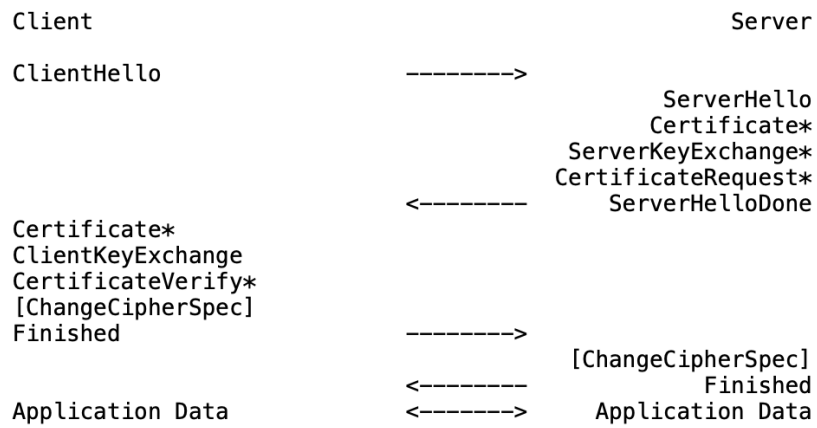 Client                                                Server

ClientHello                  -------->
                                                 ServerHello
                                                Certificate*
                                          ServerKeyExchange*
                                         CertificateRequest*
                             <--------       ServerHelloDone
Certificate*
ClientKeyExchange
CertificateVerify*
[ChangeCipherSpec]
Finished                     -------->
                                          [ChangeCipherSpec]
                             <--------              Finished
Application Data             <------->      Application Data